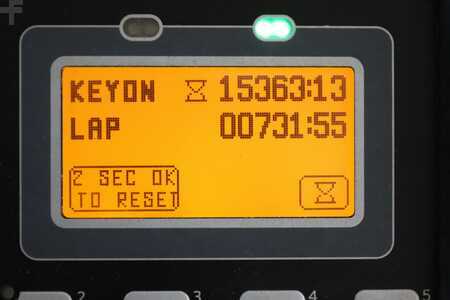 KEYON 15363:13
LAP 00731:55
2 SEC OK
TO RESET
2 3 4 5